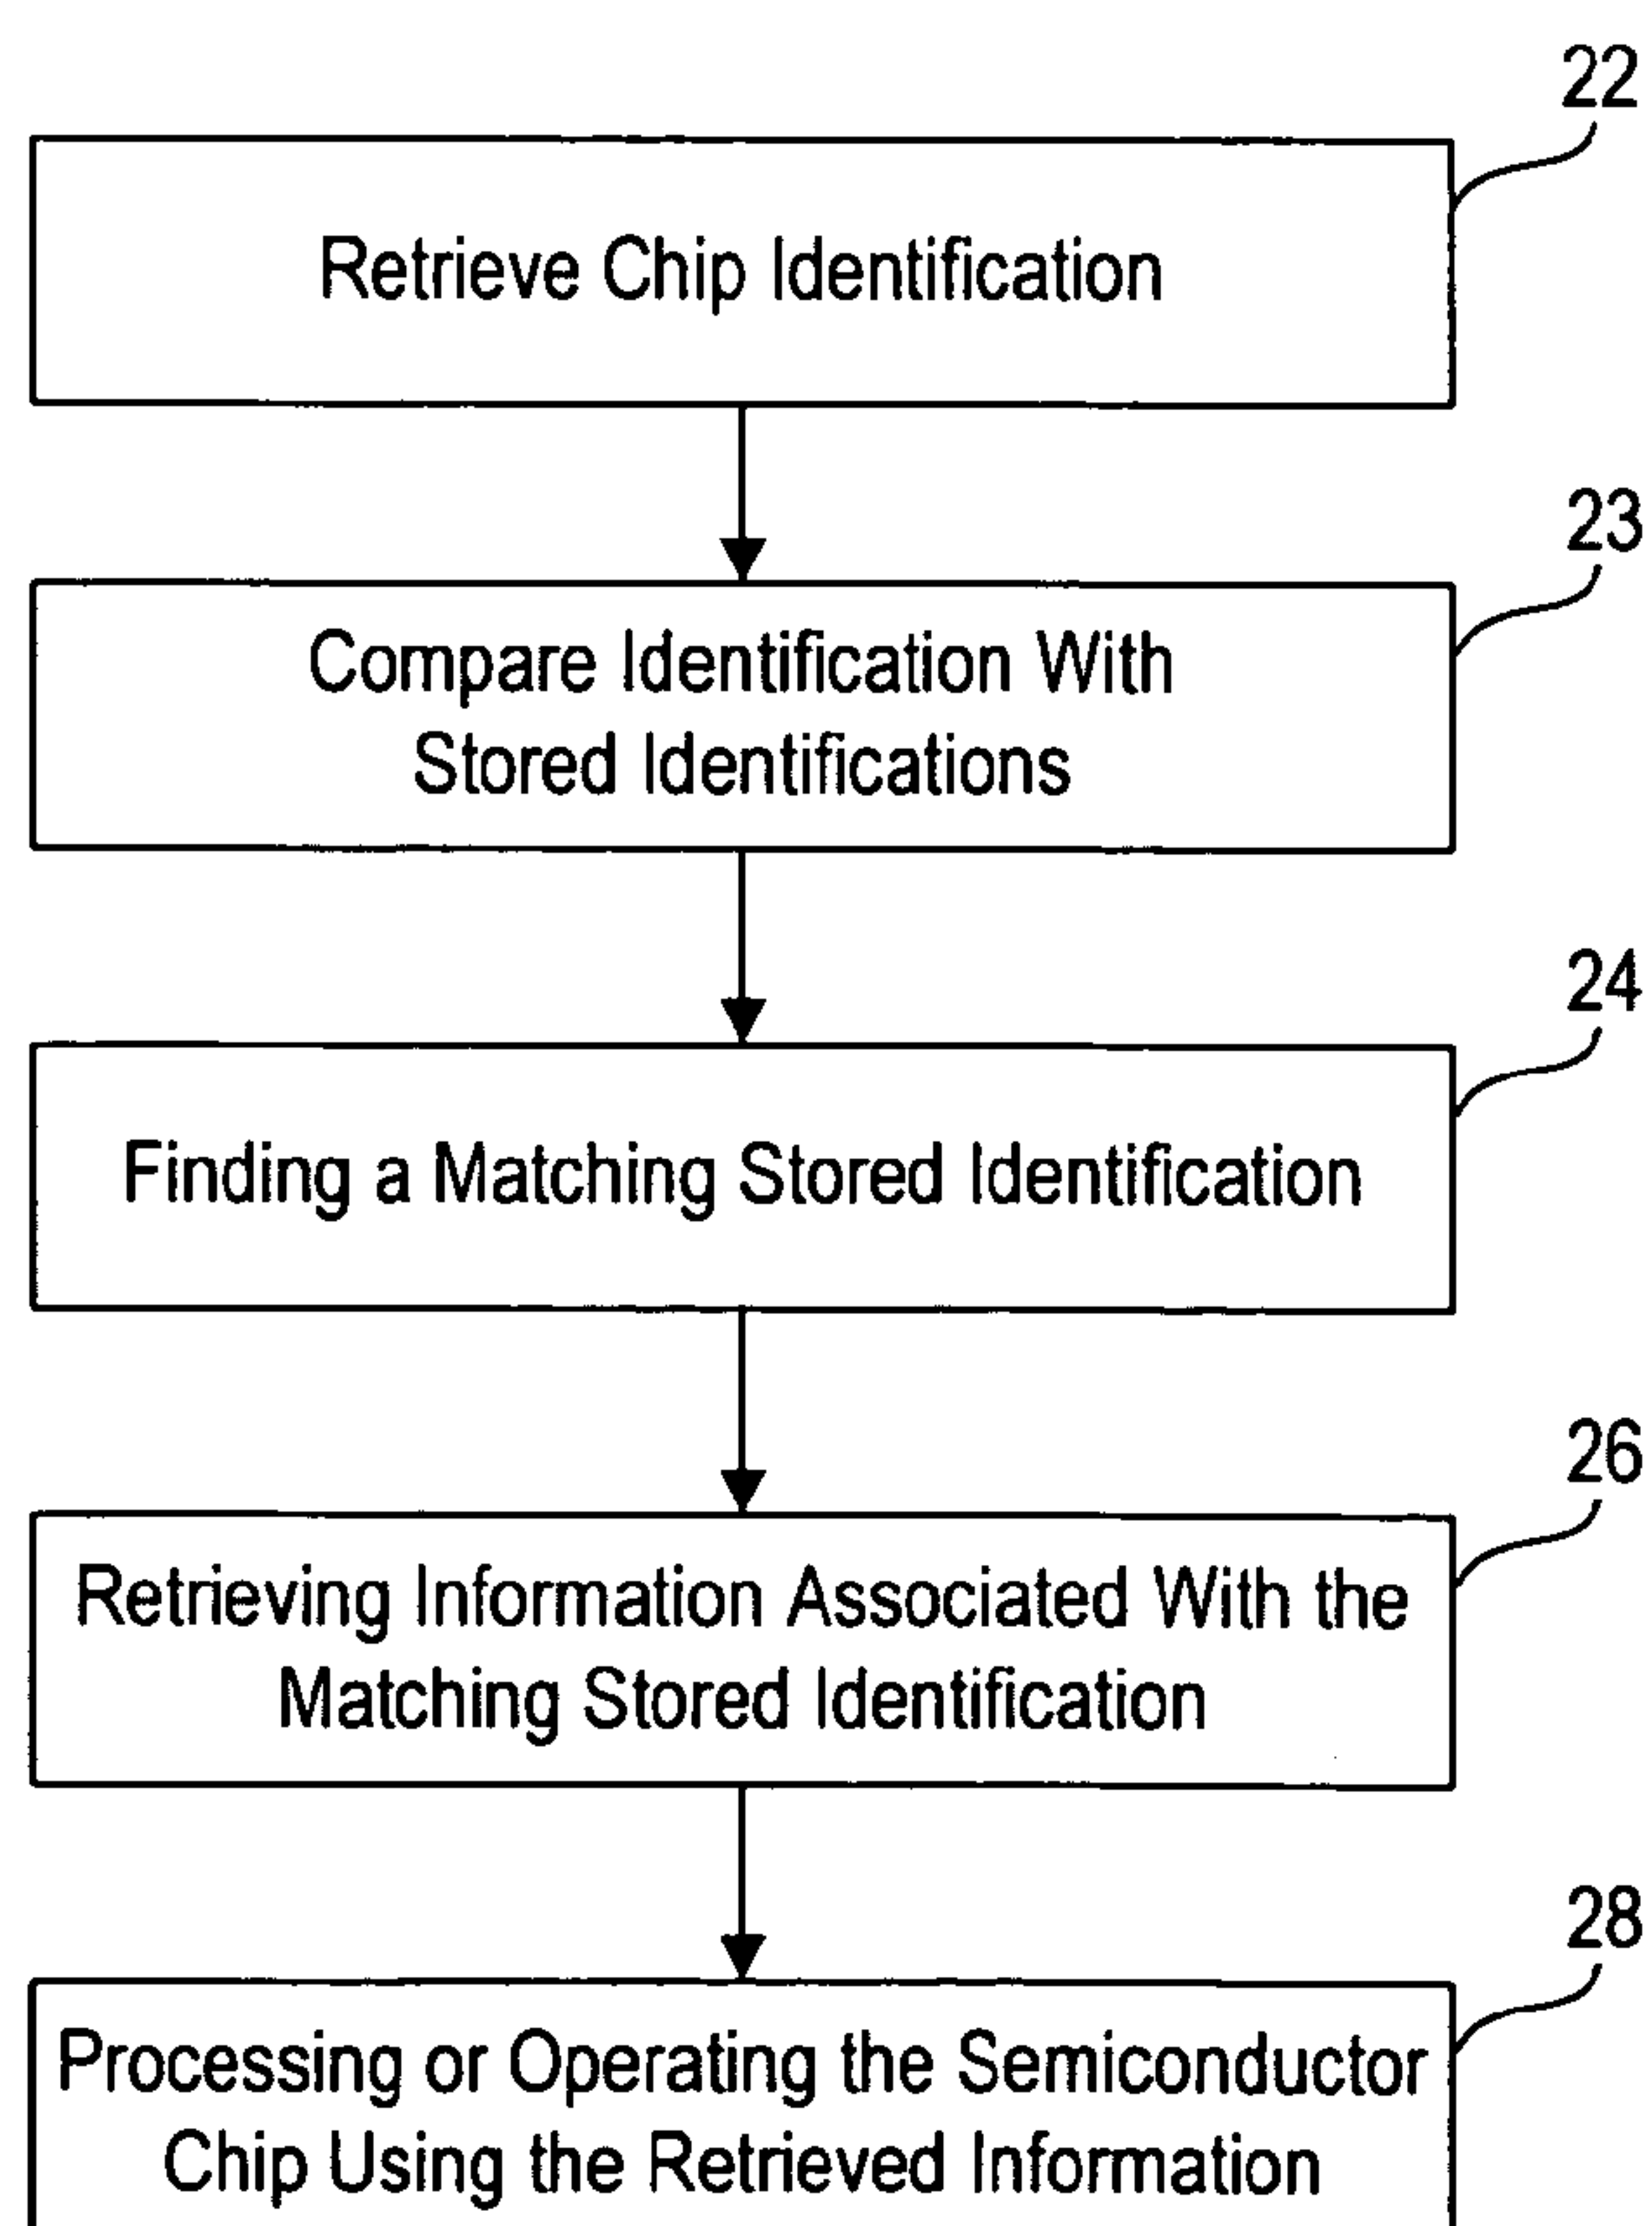 22
Retrieve Chip Identification
23
Compare Identification With
Stored Identifications
24
Finding a Matching Stored Identification
26
Retrieving Information Associated With the
Matching Stored Identification
28
Processing or Operating the Semiconductor
Chip Using the Retrieved Information